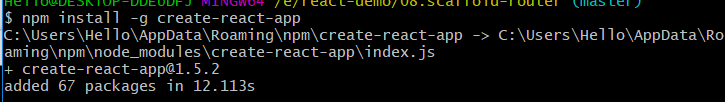 Hello@DESKTOP-DDEUDFJ MINGW64 /e/react-demo/08.scaffold-router (master)
$ npm install -g create-react-app
C:\Users\Hello\AppData\Roaming\npm\create-react-app -> C:\Users\Hello\AppData\Ro
aming\npm\node_modules\create-react-app\index.js
+ create-react-app@1.5.2
added 67 packages in 12.113s